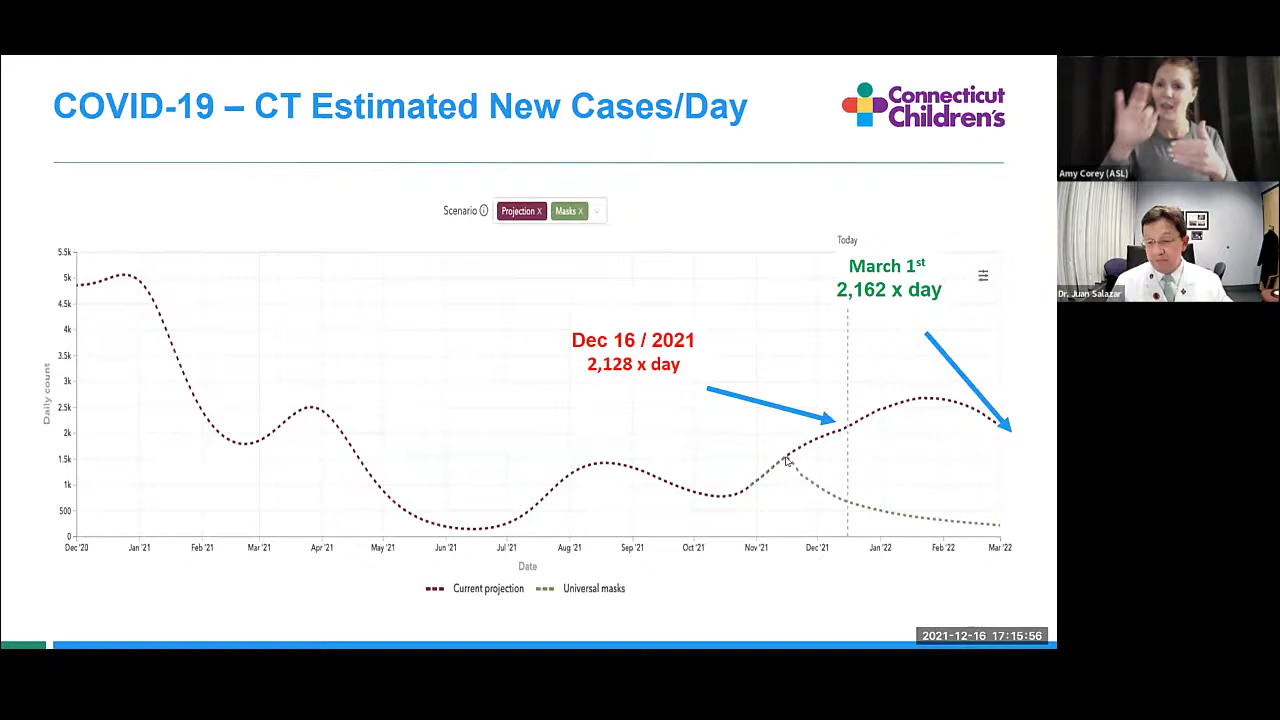 COVID-19 – CT Estimated New Cases/Day
Connecticut
Children's
Amy Corey (ASL)
Dr. Juan Salazar
Scenario
Projection X
Masks X
Today
March 1st
2,162 x day
Dec 16 / 2021
2,128 x day
Daily count
5.5k
5k
4.5k
4k
3.5k
3k
2.5k
2k
1.5k
1k
500
0
Dec '20 Jan '21 Feb '21 Mar '21 Apr '21 May '21 Jun '21 Jul '21 Aug '21 Sep '21 Oct '21 Nov '21 Dec '21 Jan '22 Feb '22 Mar '22
Date
Current projection Universal masks
2021-12-16 17:15:56